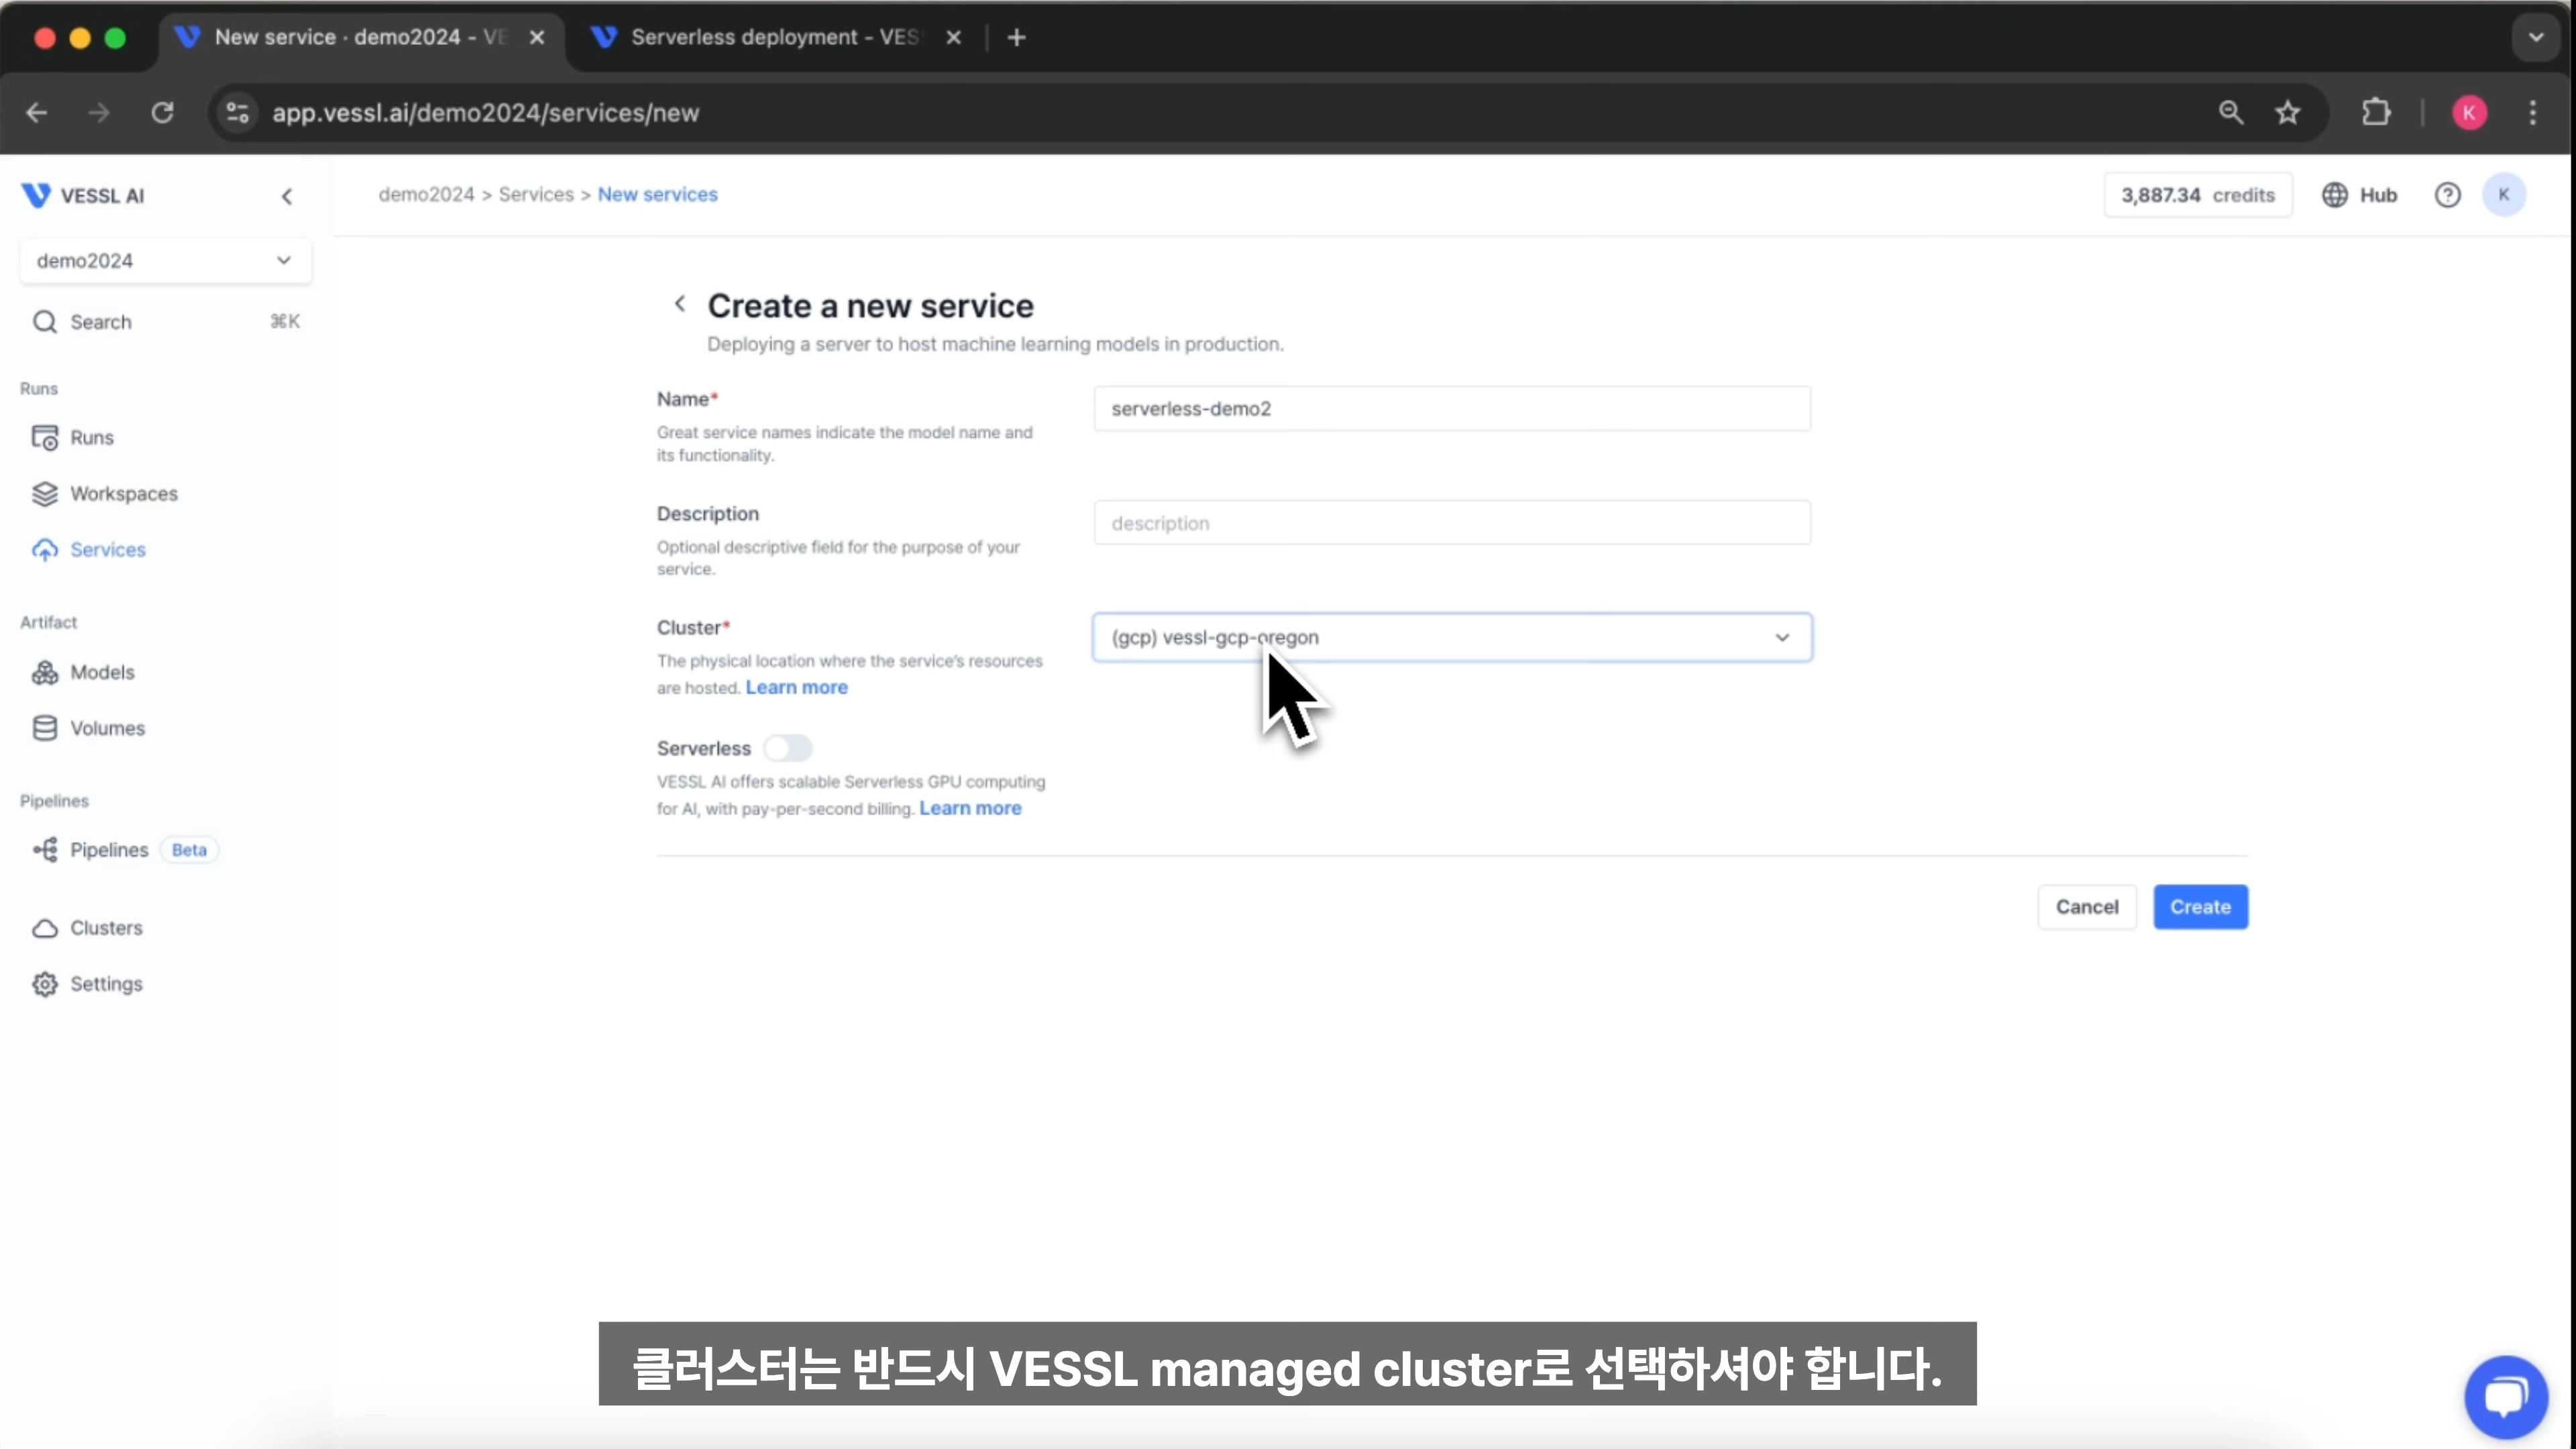 New service · demo2024 - VE
Serverless deployment - VES
app.vessl.ai/demo2024/services/new
K
VESSL AI
demo2024 > Services > New services
3,887.34 credits
Hub
K
demo2024
Search
⌘K
Runs
Runs
Workspaces
Services
Artifact
Models
Volumes
Pipelines
Pipelines
Beta
Clusters
Settings
Create a new service
Deploying a server to host machine learning models in production.
Name*
Great service names indicate the model name and
its functionality.
serverless-demo2
Description
Optional descriptive field for the purpose of your
service.
description
Cluster*
The physical location where the service's resources
are hosted. Learn more
(gcp) vessl-gcp-oregon
Serverless
VESSL AI offers scalable Serverless GPU computing
for AI, with pay-per-second billing. Learn more
Cancel
Create
클러스터는 반드시 VESSL managed cluster로 선택하셔야 합니다.